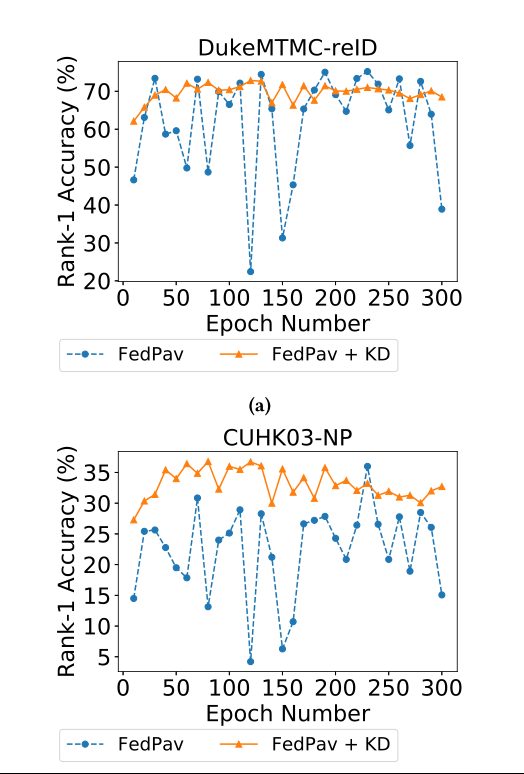 DukeMTMC-reID
Rank-1 Accuracy (%)
70
60
50
40
30
20
0 50 100 150 200 250 300
Epoch Number
FedPav FedPav + KD
(a)
CUHK03-NP
Rank-1 Accuracy (%)
35
30
25
20
15
10
5
0 50 100 150 200 250 300
Epoch Number
FedPav FedPav + KD